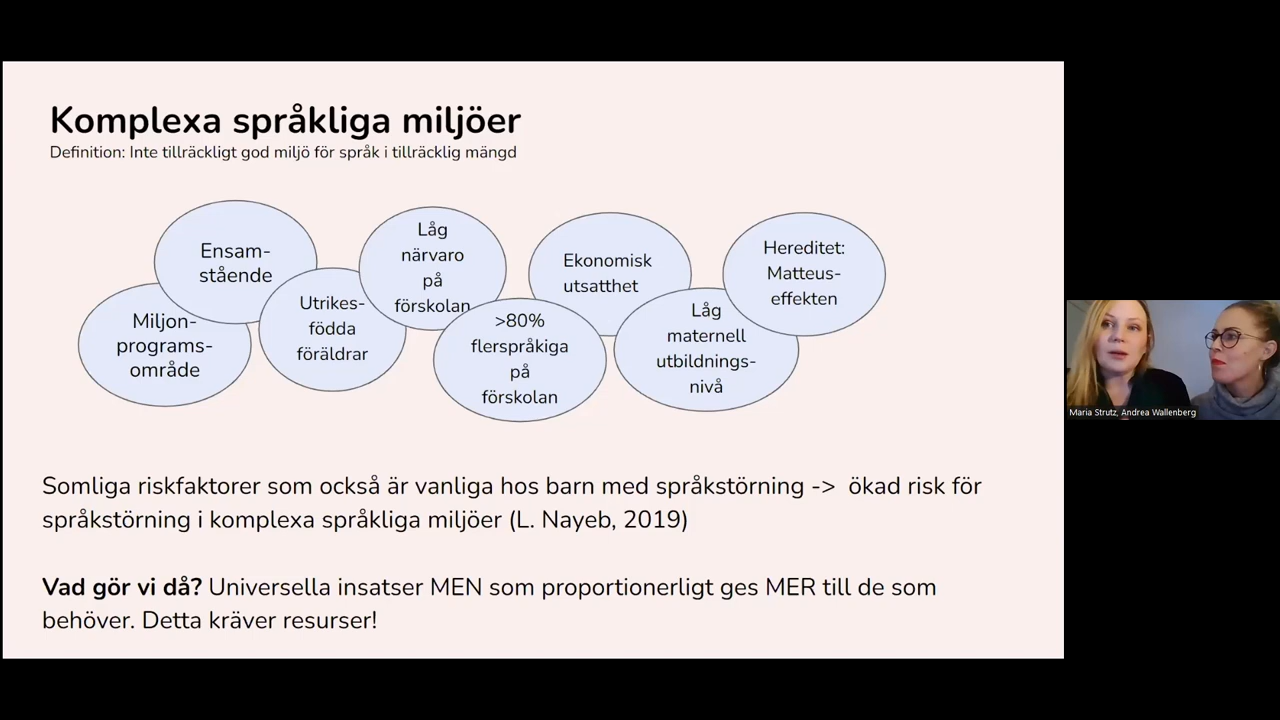 Komplexa språkliga miljöer
Definition: Inte tillräckligt god miljö för språk i tillräcklig mängd
Miljon-
programs-
område
Ensam-
stående
Utrikes-
födda
föräldrar
Låg
närvaro
på
förskolan
>80%
flerspråkiga
på
förskolan
Ekonomisk
utsatthet
Låg
maternell
utbildnings-
nivå
Hereditet:
Matteus-
effekten
Somliga riskfaktorer som också är vanliga hos barn med språkstörning -> ökad risk för
språkstörning i komplexa språkliga miljöer (L. Nayeb, 2019)
Vad gör vi då? Universella insatser MEN som proportionerligt ges MER till de som
behöver. Detta kräver resurser!
Maria Strutz, Andrea Wallenberg